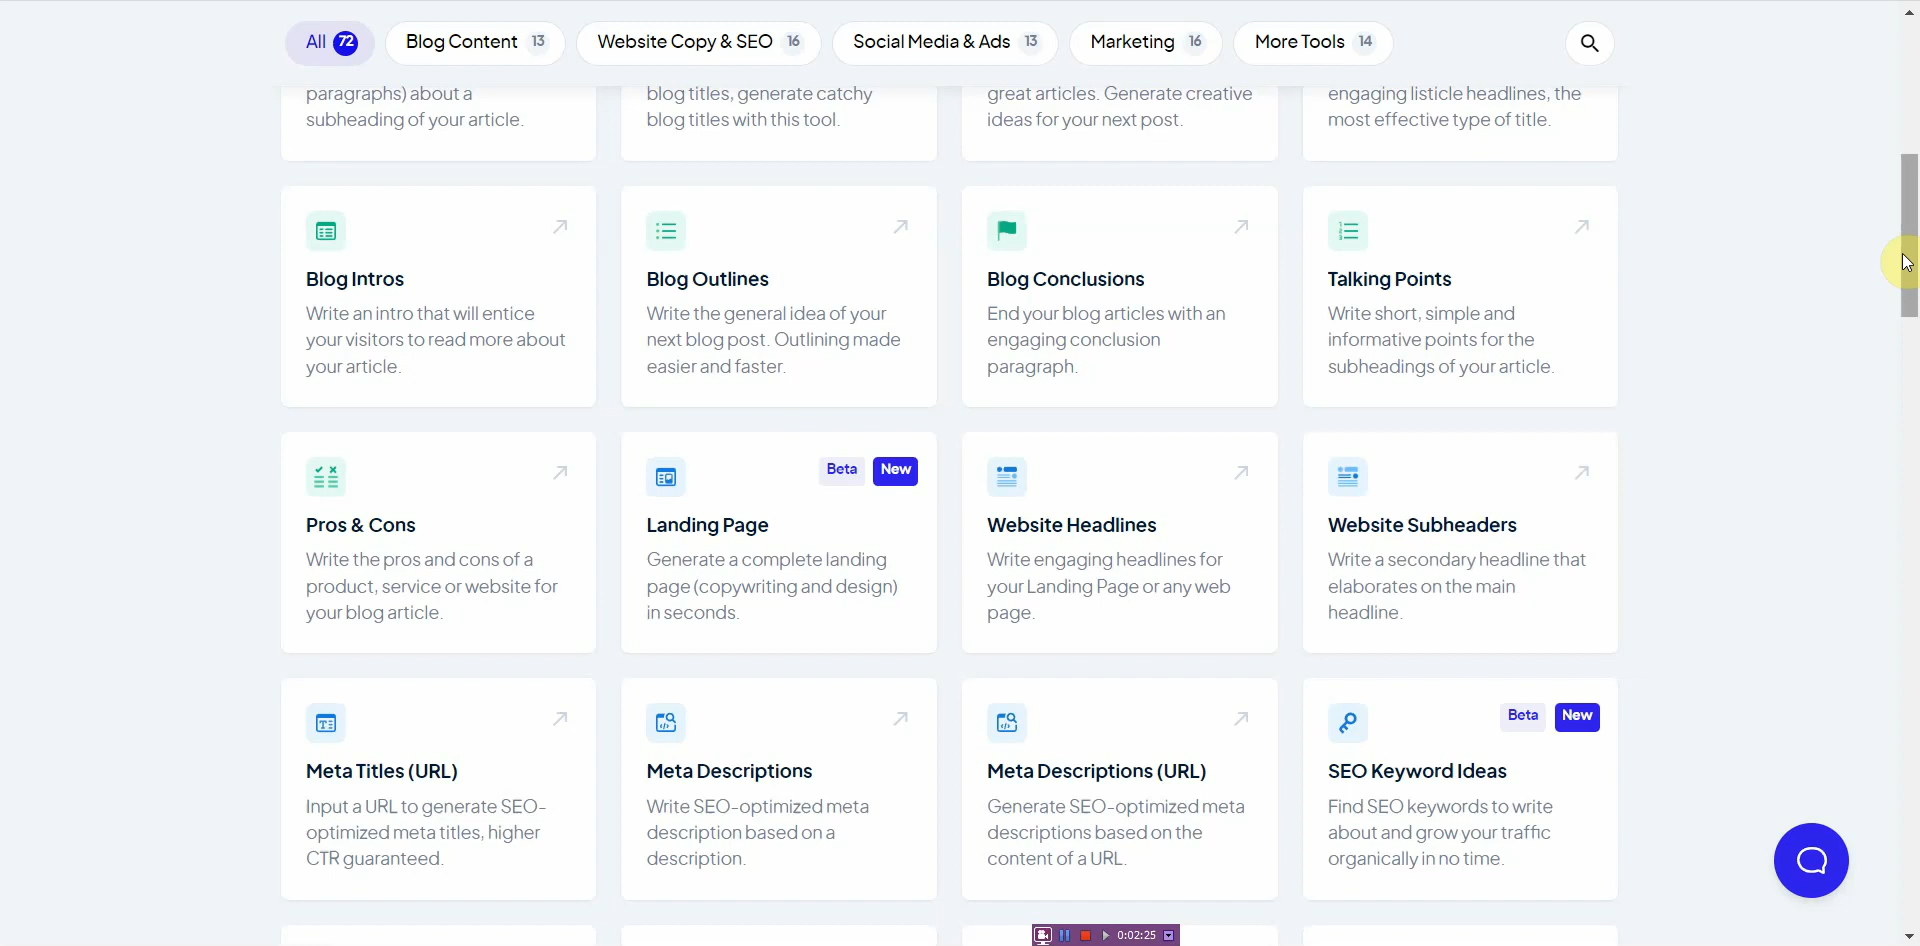 All 72 Blog Content 13 Website Copy & SEO 16 Social Media & Ads 13 Marketing 16 More Tools 14
paragraphs) about a
subheading of your article.
blog titles, generate catchy
blog titles with this tool.
great articles. Generate creative
ideas for your next post.
engaging listicle headlines, the
most effective type of title.
Blog Intros
Write an intro that will entice
your visitors to read more about
your article.
Blog Outlines
Write the general idea of your
next blog post. Outlining made
easier and faster.
Blog Conclusions
End your blog articles with an
engaging conclusion
paragraph.
Talking Points
Write short, simple and
informative points for the
subheadings of your article.
Pros & Cons
Write the pros and cons of a
product, service or website for
your blog article.
Beta New
Landing Page
Generate a complete landing
page (copywriting and design)
in seconds.
Website Headlines
Write engaging headlines for
your Landing Page or any web
page.
Website Subheaders
Write a secondary headline that
elaborates on the main
headline.
Meta Titles (URL)
Input a URL to generate SEO-
optimized meta titles, higher
CTR guaranteed.
Meta Descriptions
Write SEO-optimized meta
description based on a
description.
Meta Descriptions (URL)
Generate SEO-optimized meta
descriptions based on the
content of a URL.
Beta New
SEO Keyword Ideas
Find SEO keywords to write
about and grow your traffic
organically in no time.
0:02:25